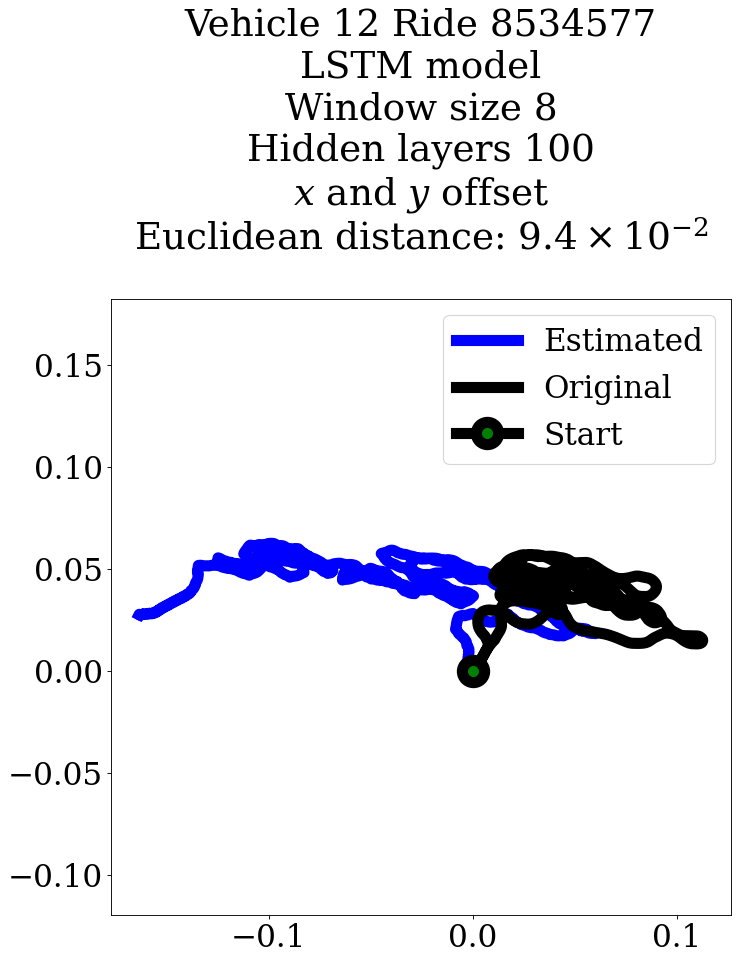 Vehicle 12 Ride 8534577
LSTM model
Window size 8
Hidden layers 100
x and y offset
Euclidean distance: 9.4 × 10⁻²
Estimated
Original
Start
0.15
0.10
0.05
0.00
−0.05
−0.10
−0.1
0.0
0.1